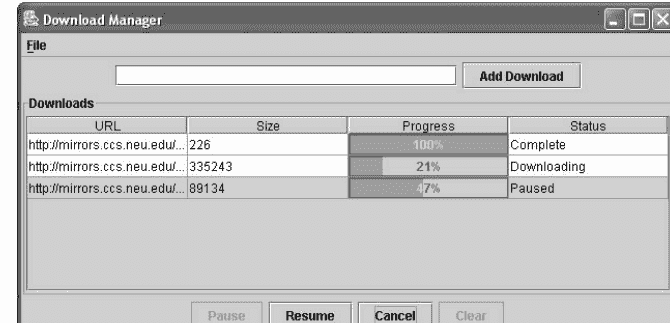 Download Manager
File
Add Download
Downloads
URL Size Progress Status
http://mirrors.ccs.neu.edu/... 226 100% Complete
http://mirrors.ccs.neu.edu/... 335243 21% Downloading
http://mirrors.ccs.neu.edu/... 89134 47% Paused
Pause Resume Cancel Clear